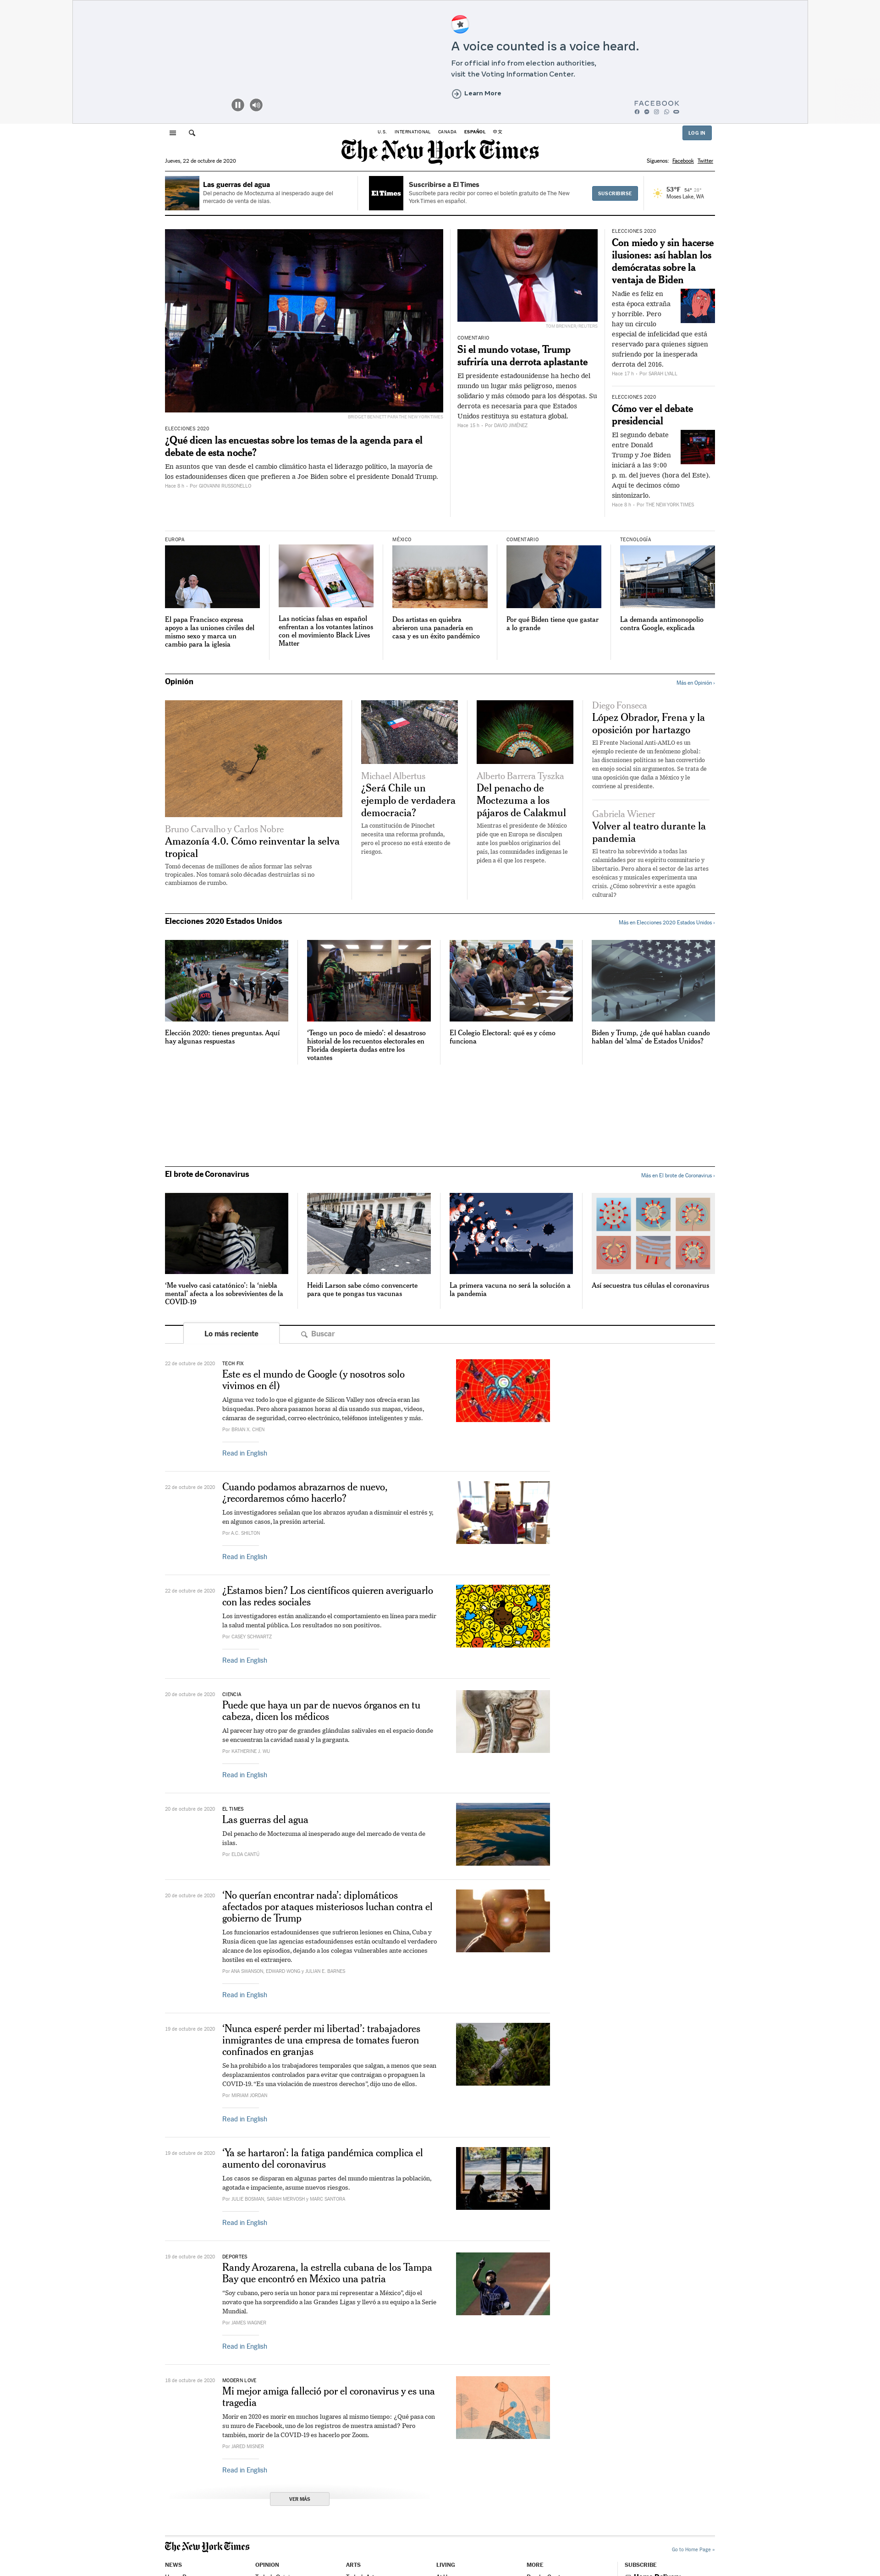 A voice counted is a voice heard.
For official info from election authorities,
visit the Voting Information Center.
Learn More
FACEBOOK
U.S. INTERNATIONAL CANADA ESPAÑOL 中文
LOG IN
The New York Times
Jueves, 22 de octubre de 2020
Síguenos: Facebook Twitter
Las guerras del agua
Del penacho de Moctezuma al inesperado auge del
mercado de venta de islas.
El Times
Suscribirse a El Times
Suscríbete para recibir por correo el boletín gratuito de The New
York Times en español.
SUSCRIBIRSE
53°F 54° 28°
Moses Lake, WA
BRIDGET BENNETT PARA THE NEW YORK TIMES
ELECCIONES 2020
¿Qué dicen las encuestas sobre los temas de la agenda para el
debate de esta noche?
En asuntos que van desde el cambio climático hasta el liderazgo político, la mayoría de
los estadounidenses dicen que prefieren a Joe Biden sobre el presidente Donald Trump.
Hace 8 h - Por GIOVANNI RUSSONELLO
TOM BRENNER/REUTERS
COMENTARIO
Si el mundo votase, Trump
sufriría una derrota aplastante
El presidente estadounidense ha hecho del
mundo un lugar más peligroso, menos
solidario y más cómodo para los déspotas. Su
derrota es necesaria para que Estados
Unidos restituya su estatura global.
Hace 15 h - Por DAVID JIMÉNEZ
ELECCIONES 2020
Con miedo y sin hacerse
ilusiones: así hablan los
demócratas sobre la
ventaja de Biden
Nadie es feliz en
esta época extraña
y horrible. Pero
hay un círculo
especial de infelicidad que está
reservado para quienes siguen
sufriendo por la inesperada
derrota del 2016.
Hace 17 h - Por SARAH LYALL
ELECCIONES 2020
Cómo ver el debate
presidencial
El segundo debate
entre Donald
Trump y Joe Biden
iniciará a las 9:00
p. m. del jueves (hora del Este).
Aquí te decimos cómo
sintonizarlo.
Hace 8 h - Por THE NEW YORK TIMES
EUROPA
El papa Francisco expresa
apoyo a las uniones civiles del
mismo sexo y marca un
cambio para la iglesia
Las noticias falsas en español
enfrentan a los votantes latinos
con el movimiento Black Lives
Matter
MÉXICO
Dos artistas en quiebra
abrieron una panadería en
casa y es un éxito pandémico
COMENTARIO
Por qué Biden tiene que gastar
a lo grande
TECNOLOGÍA
La demanda antimonopolio
contra Google, explicada
Opinión
Más en Opinión ›
Bruno Carvalho y Carlos Nobre
Amazonía 4.0. Cómo reinventar la selva
tropical
Tomó decenas de millones de años formar las selvas
tropicales. Nos tomará solo décadas destruirlas si no
cambiamos de rumbo.
Michael Albertus
¿Será Chile un
ejemplo de verdadera
democracia?
La constitución de Pinochet
necesita una reforma profunda,
pero el proceso no está exento de
riesgos.
Alberto Barrera Tyszka
Del penacho de
Moctezuma a los
pájaros de Calakmul
Mientras el presidente de México
pide que en Europa se disculpen
ante los pueblos originarios del
país, las comunidades indígenas le
piden a él que los respete.
Diego Fonseca
López Obrador, Frena y la
oposición por hartazgo
El Frente Nacional Anti-AMLO es un
ejemplo reciente de un fenómeno global:
las discusiones políticas se han convertido
en enojo social sin argumentos. Se trata de
una oposición que daña a México y le
conviene al presidente.
Gabriela Wiener
Volver al teatro durante la
pandemia
El teatro ha sobrevivido a todas las
calamidades por su espíritu comunitario y
libertario. Pero ahora el sector de las artes
escénicas y musicales experimenta una
crisis. ¿Cómo sobrevivir a este apagón
cultural?
Elecciones 2020 Estados Unidos
Más en Elecciones 2020 Estados Unidos ›
Elección 2020: tienes preguntas. Aquí
hay algunas respuestas
'Tengo un poco de miedo': el desastroso
historial de los recuentos electorales en
Florida despierta dudas entre los
votantes
El Colegio Electoral: qué es y cómo
funciona
Biden y Trump, ¿de qué hablan cuando
hablan del 'alma' de Estados Unidos?
El brote de Coronavirus
Más en El brote de Coronavirus ›
'Me vuelvo casi catatónico': la 'niebla
mental' afecta a los sobrevivientes de la
COVID-19
Heidi Larson sabe cómo convencerte
para que te pongas tus vacunas
La primera vacuna no será la solución a
la pandemia
Así secuestra tus células el coronavirus
Lo más reciente
Buscar
22 de octubre de 2020
TECH FIX
Este es el mundo de Google (y nosotros solo
vivimos en él)
Alguna vez todo lo que el gigante de Silicon Valley nos ofrecía eran las
búsquedas. Pero ahora pasamos horas al día usando sus mapas, videos,
cámaras de seguridad, correo electrónico, teléfonos inteligentes y más.
Por BRIAN X. CHEN
Read in English
22 de octubre de 2020
Cuando podamos abrazarnos de nuevo,
¿recordaremos cómo hacerlo?
Los investigadores señalan que los abrazos ayudan a disminuir el estrés y,
en algunos casos, la presión arterial.
Por A.C. SHILTON
Read in English
22 de octubre de 2020
¿Estamos bien? Los científicos quieren averiguarlo
con las redes sociales
Los investigadores están analizando el comportamiento en línea para medir
la salud mental pública. Los resultados no son positivos.
Por CASEY SCHWARTZ
Read in English
20 de octubre de 2020
CIENCIA
Puede que haya un par de nuevos órganos en tu
cabeza, dicen los médicos
Al parecer hay otro par de grandes glándulas salivales en el espacio donde
se encuentran la cavidad nasal y la garganta.
Por KATHERINE J. WU
Read in English
20 de octubre de 2020
EL TIMES
Las guerras del agua
Del penacho de Moctezuma al inesperado auge del mercado de venta de
islas.
Por ELDA CANTÚ
20 de octubre de 2020
'No querían encontrar nada': diplomáticos
afectados por ataques misteriosos luchan contra el
gobierno de Trump
Los funcionarios estadounidenses que sufrieron lesiones en China, Cuba y
Rusia dicen que las agencias estadounidenses están ocultando el verdadero
alcance de los episodios, dejando a los colegas vulnerables ante acciones
hostiles en el extranjero.
Por ANA SWANSON, EDWARD WONG y JULIAN E. BARNES
Read in English
19 de octubre de 2020
'Nunca esperé perder mi libertad': trabajadores
inmigrantes de una empresa de tomates fueron
confinados en granjas
Se ha prohibido a los trabajadores temporales que salgan, a menos que sean
desplazamientos controlados para evitar que contraigan o propaguen la
COVID-19. "Es una violación de nuestros derechos", dijo uno de ellos.
Por MIRIAM JORDAN
Read in English
19 de octubre de 2020
'Ya se hartaron': la fatiga pandémica complica el
aumento del coronavirus
Los casos se disparan en algunas partes del mundo mientras la población,
agotada e impaciente, asume nuevos riesgos.
Por JULIE BOSMAN, SARAH MERVOSH y MARC SANTORA
Read in English
19 de octubre de 2020
DEPORTES
Randy Arozarena, la estrella cubana de los Tampa
Bay que encontró en México una patria
"Soy cubano, pero sería un honor para mí representar a México", dijo el
novato que ha sorprendido a las Grandes Ligas y llevó a su equipo a la Serie
Mundial.
Por JAMES WAGNER
Read in English
18 de octubre de 2020
MODERN LOVE
Mi mejor amiga falleció por el coronavirus y es una
tragedia
Morir en 2020 es morir en muchos lugares al mismo tiempo: ¿Qué pasa con
su muro de Facebook, uno de los registros de nuestra amistad? Pero
también, morir de la COVID-19 es hacerlo por Zoom.
Por JARED MISNER
Read in English
VER MÁS
The New York Times
Go to Home Page »
NEWS OPINION ARTS LIVING MORE SUBSCRIBE